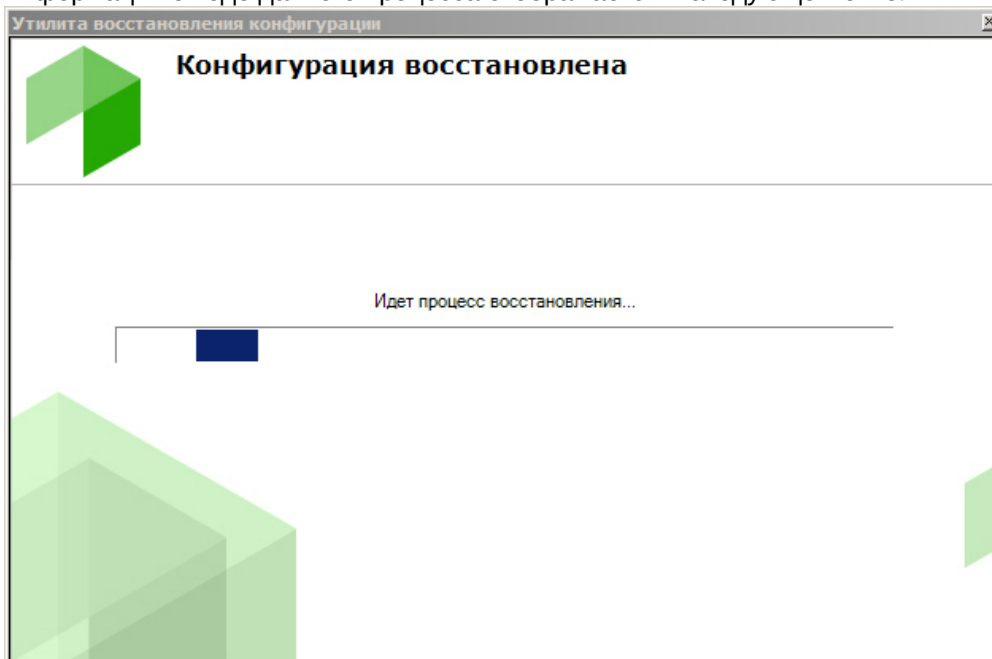 Утилита восстановления конфигурации
Конфигурация восстановлена
Идет процесс восстановления...